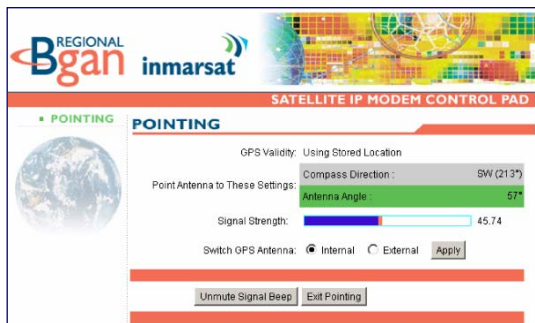 REGIONAL
Bgan
inmarsat
SATELLITE IP MODEM CONTROL PAD
POINTING
POINTING
GPS Validity: Using Stored Location
Point Antenna to These Settings:
Compass Direction : SW (213°)
Antenna Angle : 57°
Signal Strength: 45.74
Switch GPS Antenna: Internal External Apply
Unmute Signal Beep Exit Pointing